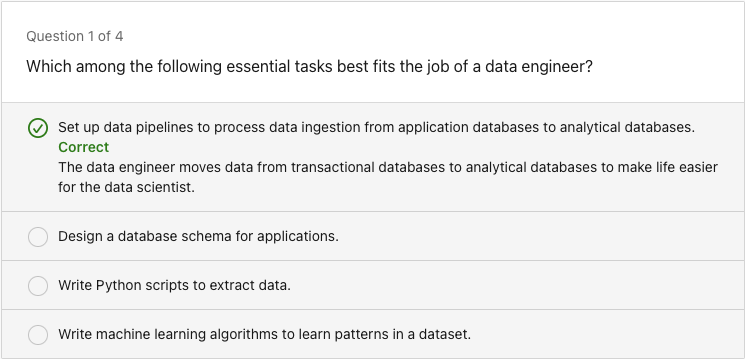 Question 1 of 4
Which among the following essential tasks best fits the job of a data engineer?
Set up data pipelines to process data ingestion from application databases to analytical databases.
Correct
The data engineer moves data from transactional databases to analytical databases to make life easier
for the data scientist.
Design a database schema for applications.
Write Python scripts to extract data.
Write machine learning algorithms to learn patterns in a dataset.